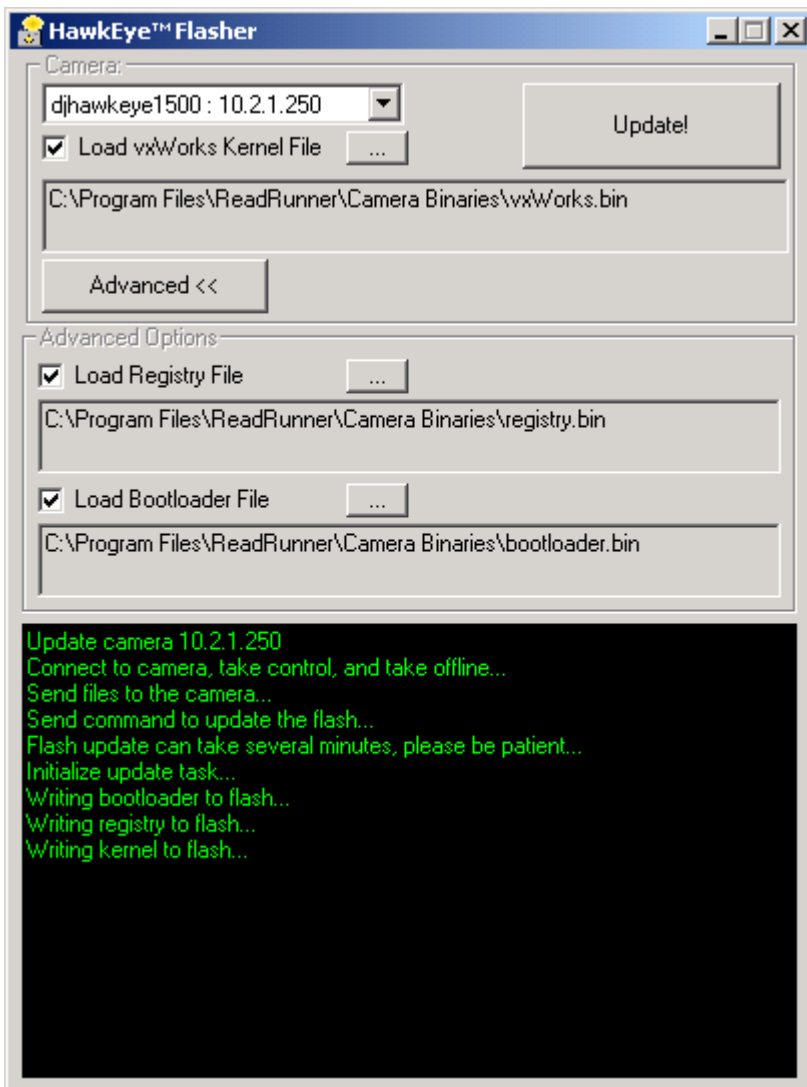 HawkEye™ Flasher
Camera:
djhawkeye1500 : 10.2.1.250
Update!
Load vxWorks Kernel File
...
C:\Program Files\ReadRunner\Camera Binaries\vxWorks.bin
Advanced <<
Advanced Options
Load Registry File
...
C:\Program Files\ReadRunner\Camera Binaries\registry.bin
Load Bootloader File
...
C:\Program Files\ReadRunner\Camera Binaries\bootloader.bin
Update camera 10.2.1.250
Connect to camera, take control, and take offline...
Send files to the camera...
Send command to update the flash...
Flash update can take several minutes, please be patient...
Initialize update task...
Writing bootloader to flash...
Writing registry to flash...
Writing kernel to flash...